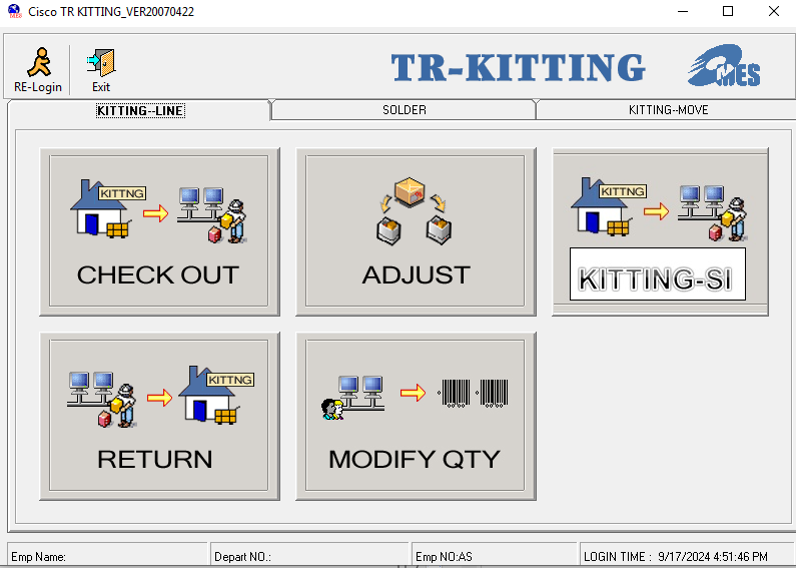 Cisco TR KITTING_VER20070422
MES
RE-Login
Exit
TR-KITTING
MES
KITTING--LINE
SOLDER
KITTING--MOVE
KITTNG
CHECK OUT
ADJUST
KITTNG
KITTING-SI
KITTNG
RETURN
MODIFY QTY
Emp Name:
Depart NO.:
Emp NO:AS
LOGIN TIME : 9/17/2024 4:51:46 PM